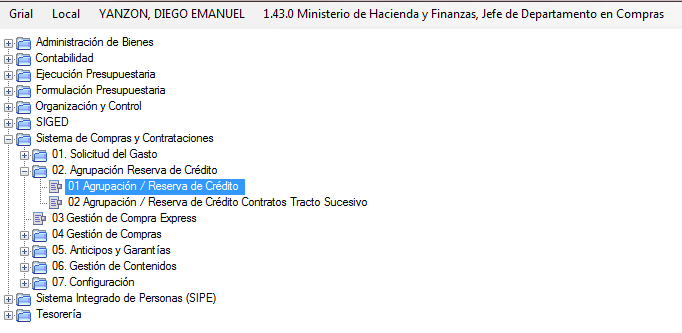 Grial Local YANZON, DIEGO EMANUEL 1.43.0 Ministerio de Hacienda y Finanzas, Jefe de Departamento en Compras
Administración de Bienes
Contabilidad
Ejecución Presupuestaria
Formulación Presupuestaria
Organización y Control
SIGED
Sistema de Compras y Contrataciones
01. Solicitud del Gasto
02. Agrupación Reserva de Crédito
01 Agrupación / Reserva de Crédito
02 Agrupación / Reserva de Crédito Contratos Tracto Sucesivo
03 Gestión de Compra Express
04 Gestión de Compras
05. Anticipos y Garantías
06. Gestión de Contenidos
07. Configuración
Sistema Integrado de Personas (SIPE)
Tesorería